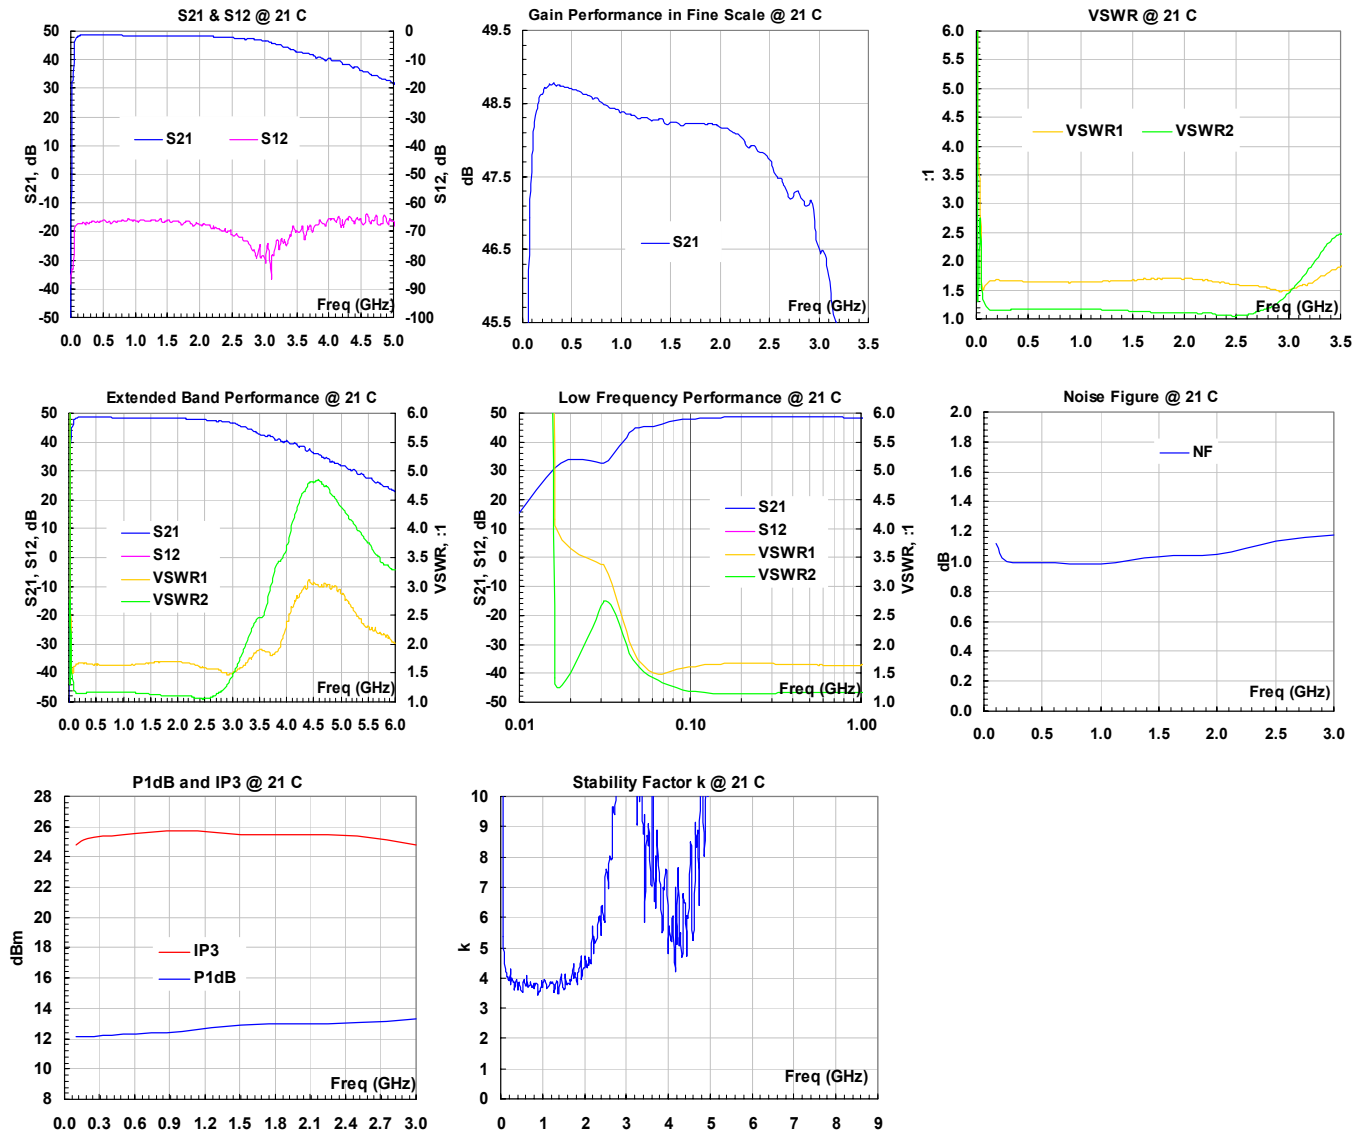 S21 & S12 @ 21 C
50 40 30 20 10 0 -10 -20 -30 -40 -50
S21, dB
0 -10 -20 -30 -40 -50 -60 -70 -80 -90 -100
S12, dB
S21 S12
Freq (GHz)
0.0 0.5 1.0 1.5 2.0 2.5 3.0 3.5 4.0 4.5 5.0
Gain Performance in Fine Scale @ 21 C
49.5 48.5 47.5 46.5 45.5
dB
S21
Freq (GHz)
0.0 0.5 1.0 1.5 2.0 2.5 3.0 3.5
VSWR @ 21 C
6.0 5.5 5.0 4.5 4.0 3.5 3.0 2.5 2.0 1.5 1.0
:1
VSWR1 VSWR2
Freq (GHz)
0.0 0.5 1.0 1.5 2.0 2.5 3.0 3.5
Extended Band Performance @ 21 C
50 40 30 20 10 0 -10 -20 -30 -40 -50
S21, S12, dB
6.0 5.5 5.0 4.5 4.0 3.5 3.0 2.5 2.0 1.5 1.0
VSWR, :1
S21
S12
VSWR1
VSWR2
Freq (GHz)
0.0 0.5 1.0 1.5 2.0 2.5 3.0 3.5 4.0 4.5 5.0 5.5 6.0
Low Frequency Performance @ 21 C
50 40 30 20 10 0 -10 -20 -30 -40 -50
S21, S12, dB
6.0 5.5 5.0 4.5 4.0 3.5 3.0 2.5 2.0 1.5 1.0
VSWR, :1
S21
S12
VSWR1
VSWR2
Freq (GHz)
0.01 0.10 1.00
Noise Figure @ 21 C
2.0 1.8 1.6 1.4 1.2 1.0 0.8 0.6 0.4 0.2 0.0
dB
NF
Freq (GHz)
0.0 0.5 1.0 1.5 2.0 2.5 3.0
P1dB and IP3 @ 21 C
28 26 24 22 20 18 16 14 12 10 8
dBm
IP3
P1dB
Freq (GHz)
0.0 0.3 0.6 0.9 1.2 1.5 1.8 2.1 2.4 2.7 3.0
Stability Factor k @ 21 C
10 9 8 7 6 5 4 3 2 1 0
k
Freq (GHz)
0 1 2 3 4 5 6 7 8 9